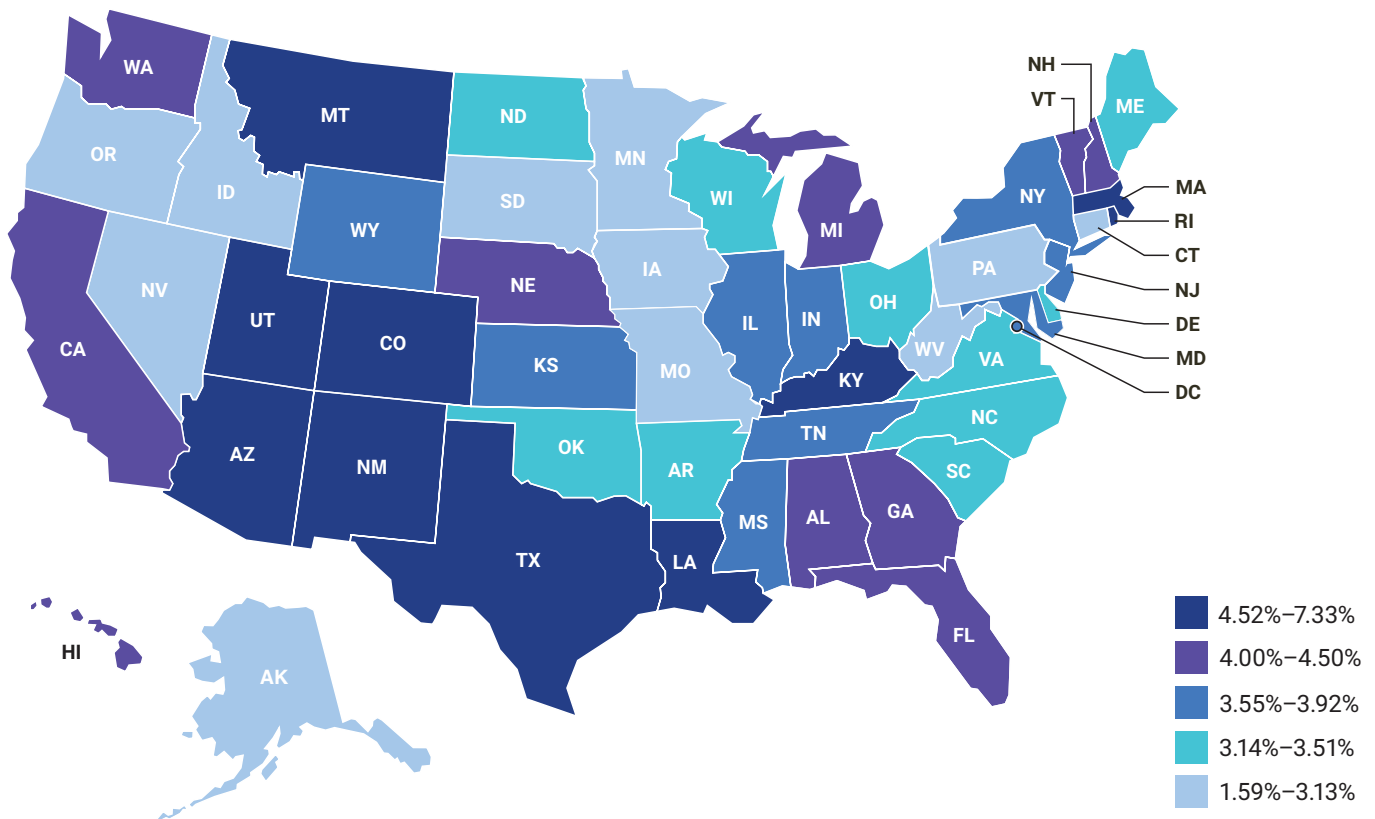 NH
WA
VT
ME
MT
ND
OR
MN
ID
SD
WI
NY
MA
RI
WY
MI
CT
IA
PA
NE
NV
NJ
OH
UT
IL
IN
DE
CO
CA
WV
MD
VA
KS
MO
KY
DC
NC
TN
OK
AZ
NM
AR
SC
MS
AL
GA
TX
LA
4.52%–7.33%
FL
HI
4.00%–4.50%
AK
3.55%–3.92%
3.14%–3.51%
1.59%–3.13%